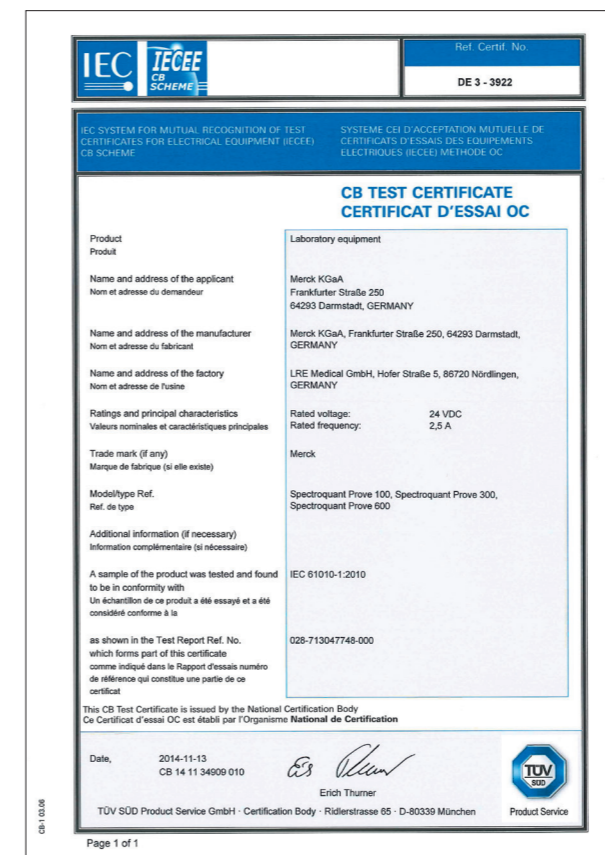 IEC
IECEE
CB
SCHEME
Ref. Certif. No.
DE 3 - 3922
IEC SYSTEM FOR MUTUAL RECOGNITION OF TEST
CERTIFICATES FOR ELECTRICAL EQUIPMENT (IECEE)
CB SCHEME
SYSTEME CEI D'ACCEPTATION MUTUELLE DE
CERTIFICATS D'ESSAIS DES EQUIPEMENTS
ELECTRIQUES (IECEE) METHODE OC
CB TEST CERTIFICATE
CERTIFICAT D'ESSAI OC
Product
Produit
Laboratory equipment
Name and address of the applicant
Nom et adresse du demandeur
Merck KGaA
Frankfurter Straße 250
64293 Darmstadt, GERMANY
Name and address of the manufacturer
Nom et adresse du fabricant
Merck KGaA, Frankfurter Straße 250, 64293 Darmstadt,
GERMANY
Name and address of the factory
Nom et adresse de l'usine
LRE Medical GmbH, Hofer Straße 5, 86720 Nördlingen,
GERMANY
Ratings and principal characteristics
Valeurs nominales et caractéristiques principales
Rated voltage: 24 VDC
Rated frequency: 2,5 A
Trade mark (if any)
Marque de fabrique (si elle existe)
Merck
Model/type Ref.
Ref. de type
Spectroquant Prove 100, Spectroquant Prove 300,
Spectroquant Prove 600
Additional information (if necessary)
Information complémentaire (si nécessaire)
A sample of the product was tested and found
to be in conformity with
Un échantillon de ce produit a été essayé et a été
considéré conforme à la
IEC 61010-1:2010
as shown in the Test Report Ref. No.
which forms part of this certificate
comme indiqué dans le Rapport d'essais numéro
de référence qui constitue une partie de ce
certificat
028-713047748-000
This CB Test Certificate is issued by the National Certification Body
Ce Certificat d'essai OC est établi par l'Organisme National de Certification
Date, 2014-11-13
CB 14 11 34909 010
Erich Thurner
TÜV SÜD Product Service GmbH · Certification Body · Ridlerstrasse 65 · D-80339 München
TÜV
SÜD
Product Service
CB-1 03.06
Page 1 of 1